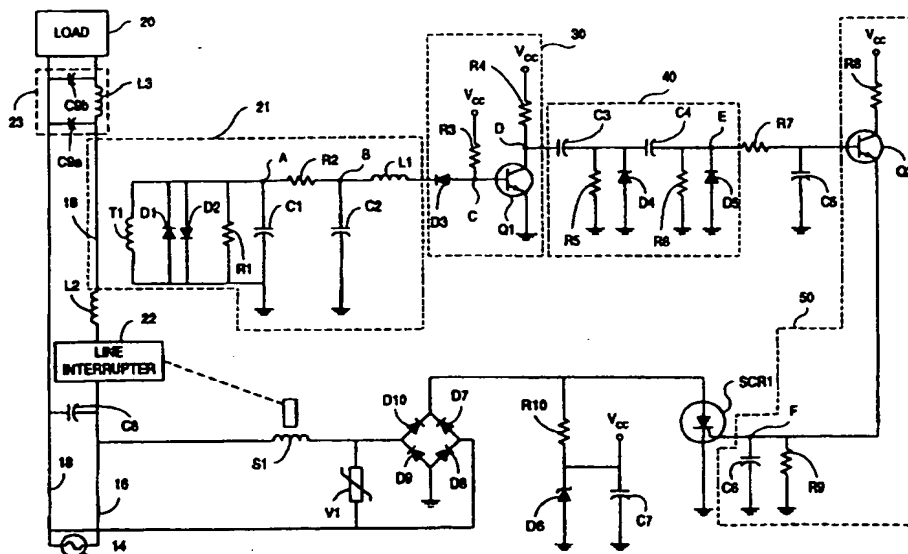 LOAD
20
30
VCC
R8
VCC
R4
40
23
C9b
L3
21
VCC
R3
D
C3
C4
E
R7
C9a
A
R2
B
L1
D3
C
Q1
R5
D4
R6
D5
C5
16
T1
D1
D2
R1
C1
C2
L2
22
50
LINE
INTERRUPTER
SCR1
D10
D7
R10
VCC
F
C8
S1
D9
D8
18
16
V1
D6
C7
C6
R9
14